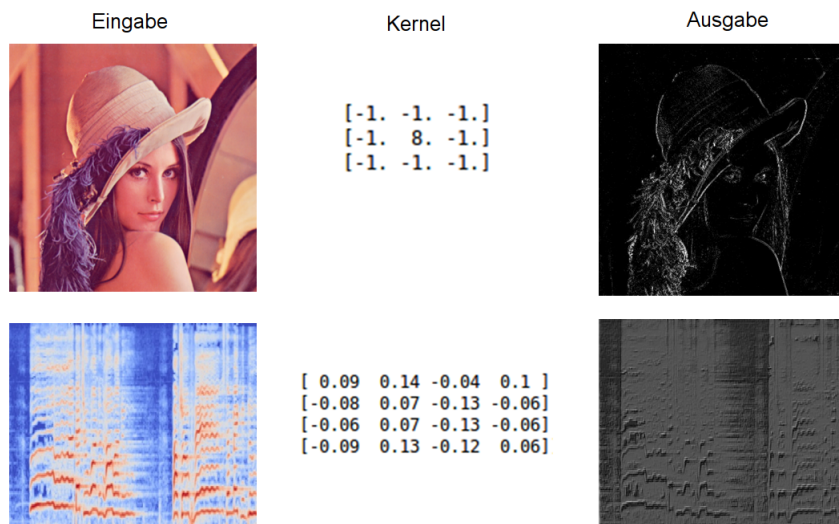 Eingabe Kernel Ausgabe
[-1. -1. -1.]
[-1. 8. -1.]
[-1. -1. -1.]
[ 0.09 0.14 -0.04 0.1 ]
[-0.08 0.07 -0.13 -0.06]
[-0.06 0.07 -0.13 -0.06]
[-0.09 0.13 -0.12 0.06]